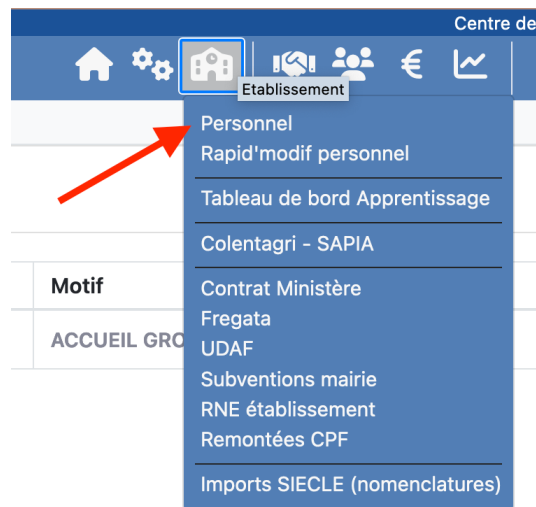 Centre de
€
Etablissement
Personnel
Rapid'modif personnel
Tableau de bord Apprentissage
Colentagri - SAPIA
Motif
Contrat Ministère
Fregata
ACCUEIL GRO
UDAF
Subventions mairie
RNE établissement
Remontées CPF
Imports SIECLE (nomenclatures)